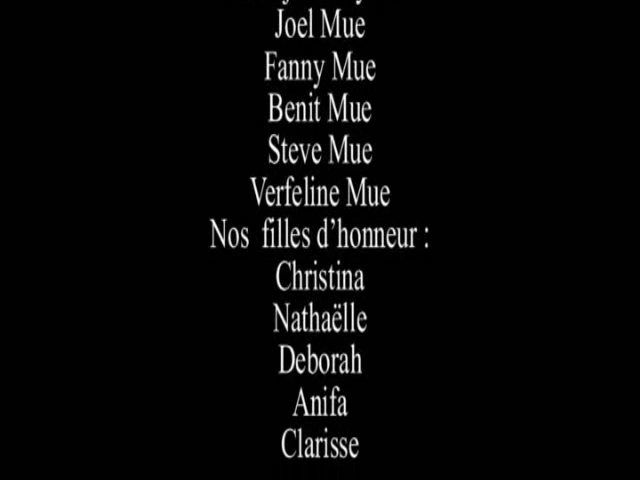 Joel Mue
Fanny Mue
Benit Mue
Steve Mue
Verfeline Mue
Nos filles d’honneur :
Christina
Nathaëlle
Deborah
Anifa
Clarisse